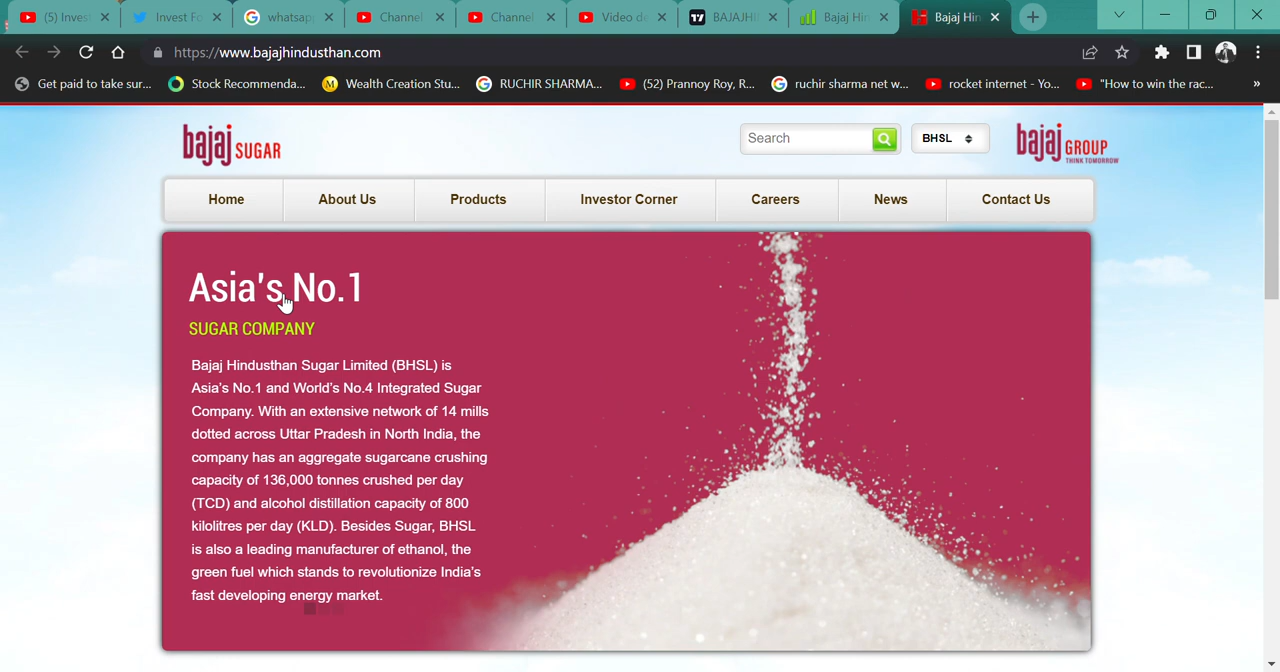 (5) Invest
Invest Fo
whatsap
Channel
Channel
Video de
BAJAJHI
Bajaj Hin
Bajaj Hin
https://www.bajajhindusthan.com
Get paid to take sur...
Stock Recommenda...
Wealth Creation Stu...
RUCHIR SHARMA...
(52) Prannoy Roy, R...
ruchir sharma net w...
rocket internet - Yo...
"How to win the rac...
»
bajaj SUGAR
Search
BHSL
bajaj GROUP
THINK TOMORROW
Home
About Us
Products
Investor Corner
Careers
News
Contact Us
Asia's No.1
SUGAR COMPANY
Bajaj Hindusthan Sugar Limited (BHSL) is
Asia's No.1 and World's No.4 Integrated Sugar
Company. With an extensive network of 14 mills
dotted across Uttar Pradesh in North India, the
company has an aggregate sugarcane crushing
capacity of 136,000 tonnes crushed per day
(TCD) and alcohol distillation capacity of 800
kilolitres per day (KLD). Besides Sugar, BHSL
is also a leading manufacturer of ethanol, the
green fuel which stands to revolutionize India's
fast developing energy market.